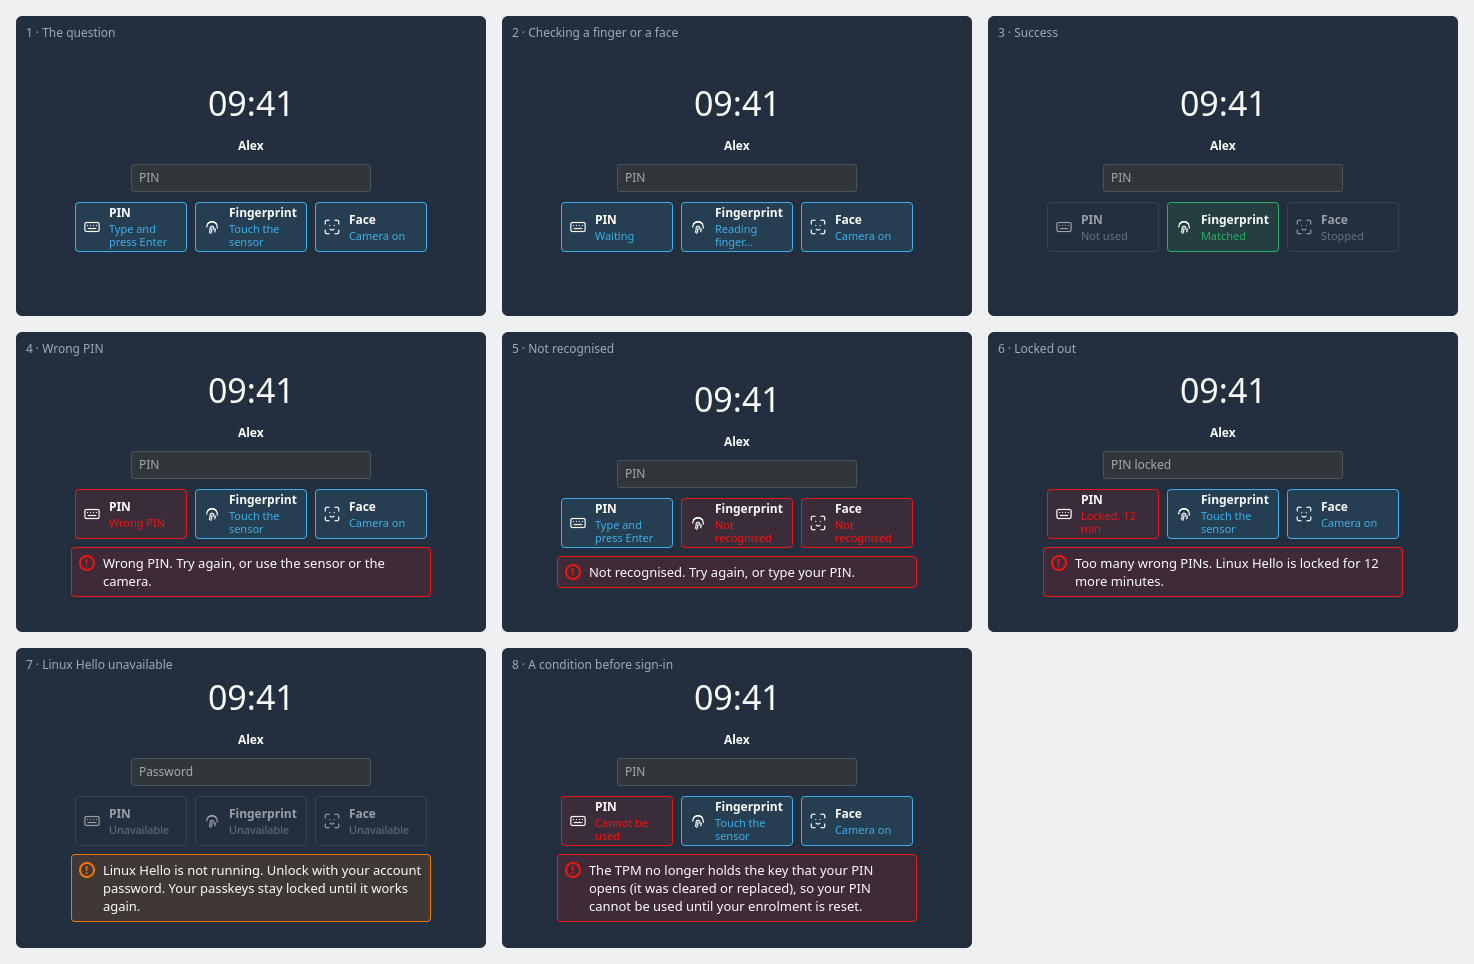 1 · The question
09:41
Alex
PIN
PIN
Type and
press Enter
Fingerprint
Touch the
sensor
Face
Camera on
2 · Checking a finger or a face
09:41
Alex
PIN
PIN
Waiting
Fingerprint
Reading
finger...
Face
Camera on
3 · Success
09:41
Alex
PIN
PIN
Not used
Fingerprint
Matched
Face
Stopped
4 · Wrong PIN
09:41
Alex
PIN
PIN
Wrong PIN
Fingerprint
Touch the
sensor
Face
Camera on
Wrong PIN. Try again, or use the sensor or the
camera.
5 · Not recognised
09:41
Alex
PIN
PIN
Type and
press Enter
Fingerprint
Not
recognised
Face
Not
recognised
Not recognised. Try again, or type your PIN.
6 · Locked out
09:41
Alex
PIN locked
PIN
Locked, 12
min
Fingerprint
Touch the
sensor
Face
Camera on
Too many wrong PINs. Linux Hello is locked for 12
more minutes.
7 · Linux Hello unavailable
09:41
Alex
Password
PIN
Unavailable
Fingerprint
Unavailable
Face
Unavailable
Linux Hello is not running. Unlock with your account
password. Your passkeys stay locked until it works
again.
8 · A condition before sign-in
09:41
Alex
PIN
PIN
Cannot be
used
Fingerprint
Touch the
sensor
Face
Camera on
The TPM no longer holds the key that your PIN
opens (it was cleared or replaced), so your PIN
cannot be used until your enrolment is reset.